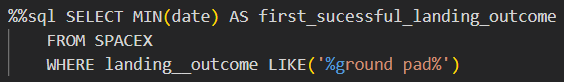 %%sql SELECT MIN(date) AS first_sucessful_landing_outcome
FROM SPACEX
WHERE landing__outcome LIKE('%ground pad%')